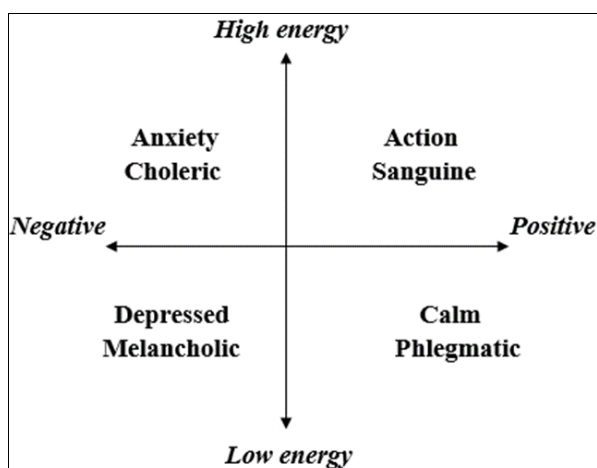 High energy
Anxiety
Choleric
Action
Sanguine
Negative
Positive
Depressed
Melancholic
Calm
Phlegmatic
Low energy